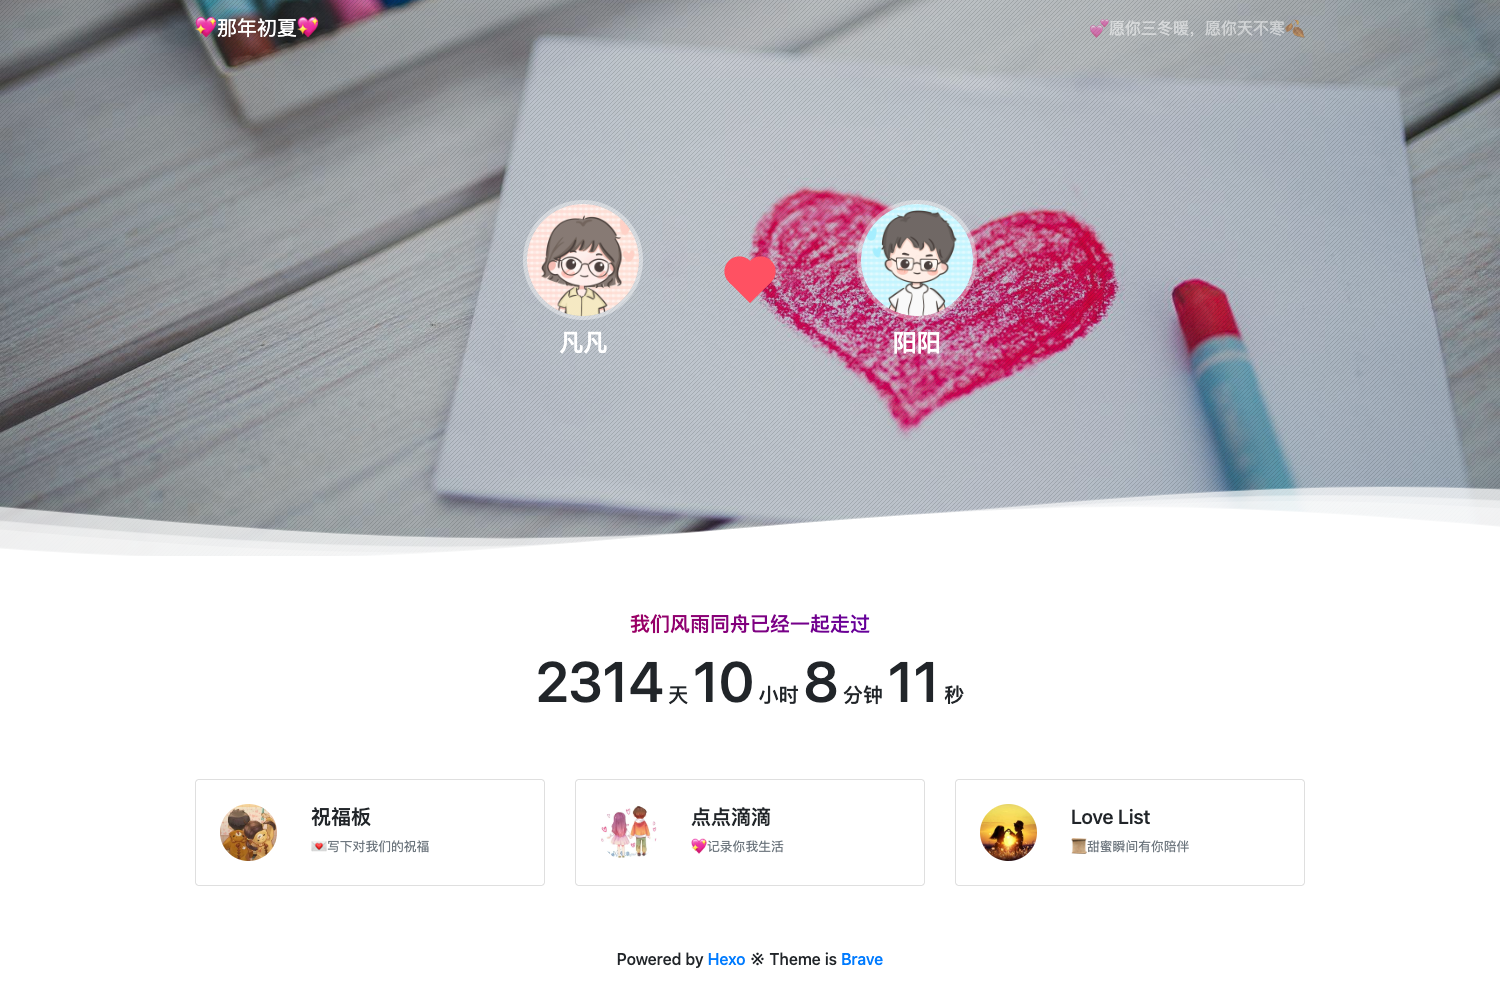 💖那年初夏💖
💕愿你三冬暖，愿你天不寒🍂
凡凡
阳阳
我们风雨同舟已经一起走过
2314 天 10 小时 8 分钟 11 秒
祝福板
💌写下对我们的祝福
点点滴滴
💖记录你我生活
Love List
📜甜蜜瞬间有你陪伴
Powered by Hexo ※ Theme is Brave